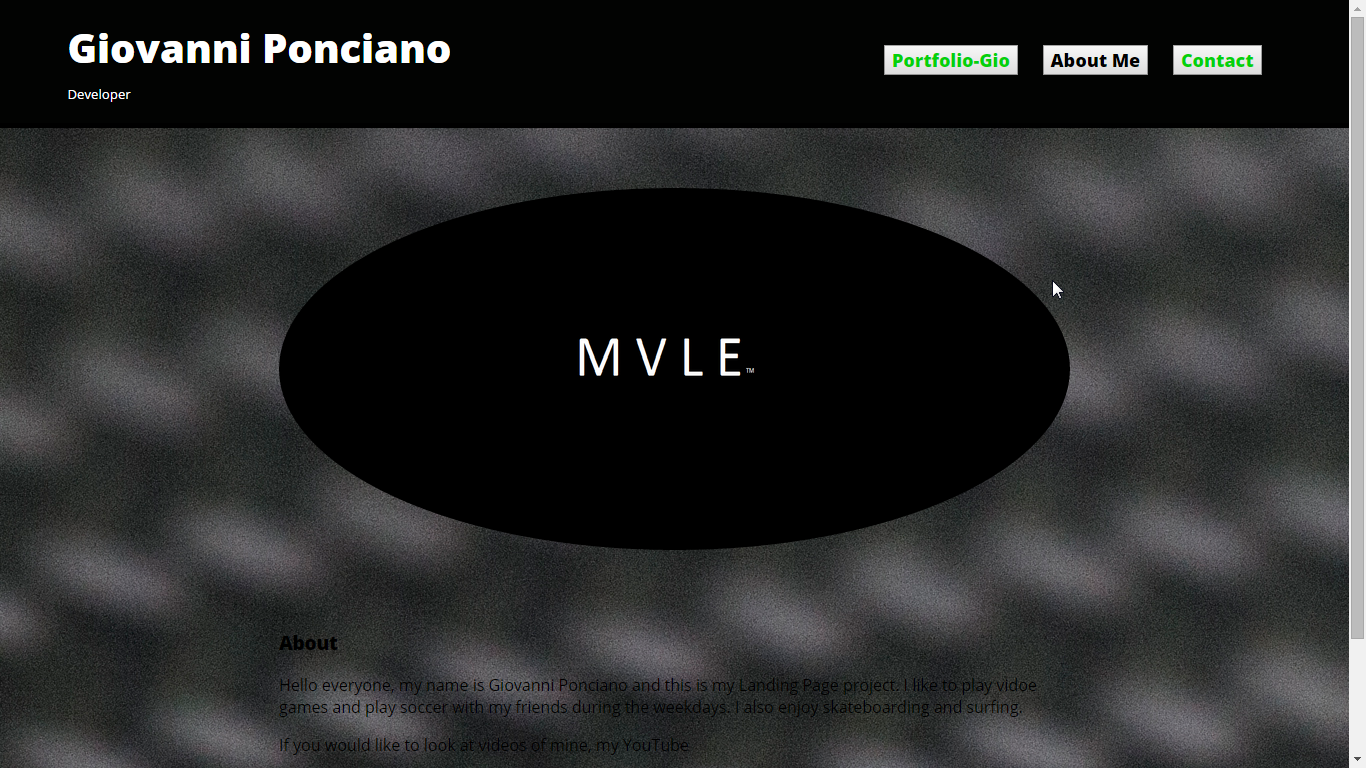 Giovanni Ponciano
Developer
Portfolio-Gio About Me Contact
M V L E ™
About
Hello everyone, my name is Giovanni Ponciano and this is my Landing Page project. I like to play vidoe
games and play soccer with my friends during the weekdays. I also enjoy skateboarding and surfing.
If you would like to look at videos of mine, my YouTube